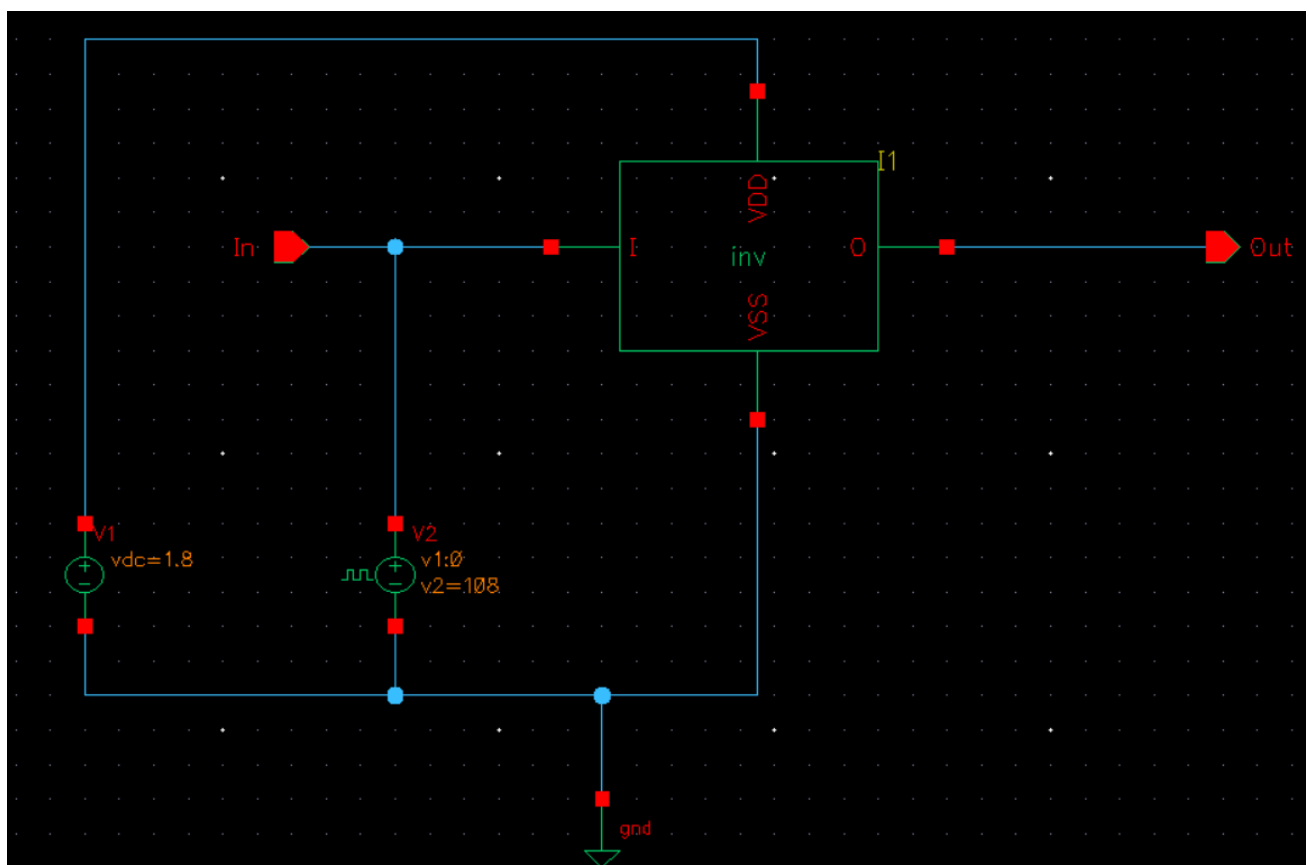 I1
VDD
In
I
inv
O
Out
VSS
V1
vdc=1.8
V2
v1:0
v2=108
gnd